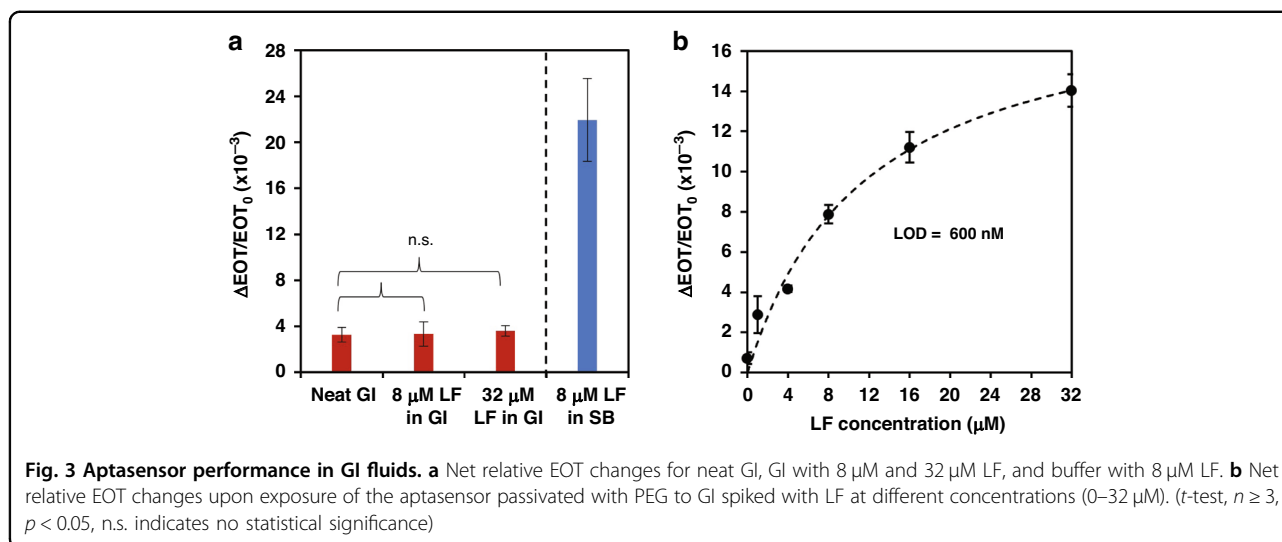 a
28
24
20
16
12
8
4
0
ΔEOT/EOT₀ (x10⁻³)
n.s.
Neat GI
8 μM LF
in GI
32 μM
LF in GI
8 μM LF
in SB
b
16
14
12
10
8
6
4
2
0
ΔEOT/EOT₀ (x10⁻³)
LOD = 600 nM
0 4 8 12 16 20 24 28 32
LF concentration (μM)
Fig. 3 Aptasensor performance in GI fluids. a Net relative EOT changes for neat GI, GI with 8 μM and 32 μM LF, and buffer with 8 μM LF. b Net
relative EOT changes upon exposure of the aptasensor passivated with PEG to GI spiked with LF at different concentrations (0–32 μM). (t-test, n ≥ 3,
p < 0.05, n.s. indicates no statistical significance)